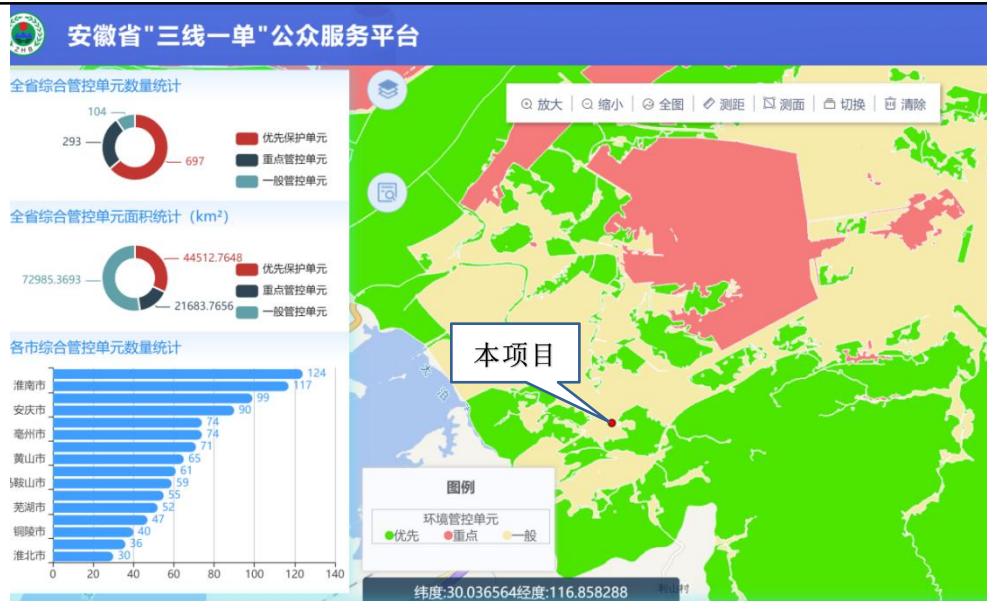 安徽省"三线一单"公众服务平台
ZHB
全省综合管控单元数量统计
104
293
697
优先保护单元
重点管控单元
一般管控单元
全省综合管控单元面积统计（km²）
44512.7648
72985.3693
21683.7656
优先保护单元
重点管控单元
一般管控单元
各市综合管控单元数量统计
124
淮南市
117
99
安庆市
90
74
亳州市
74
71
黄山市
65
61
鞍山市
59
55
芜湖市
52
47
铜陵市
40
36
淮北市
30
0 20 40 60 80 100 120 140
放大 缩小 全图 测距 测面 切换 清除
本项目
图例
环境管控单元
优先 重点 一般
纬度:30.036564经度:116.858288